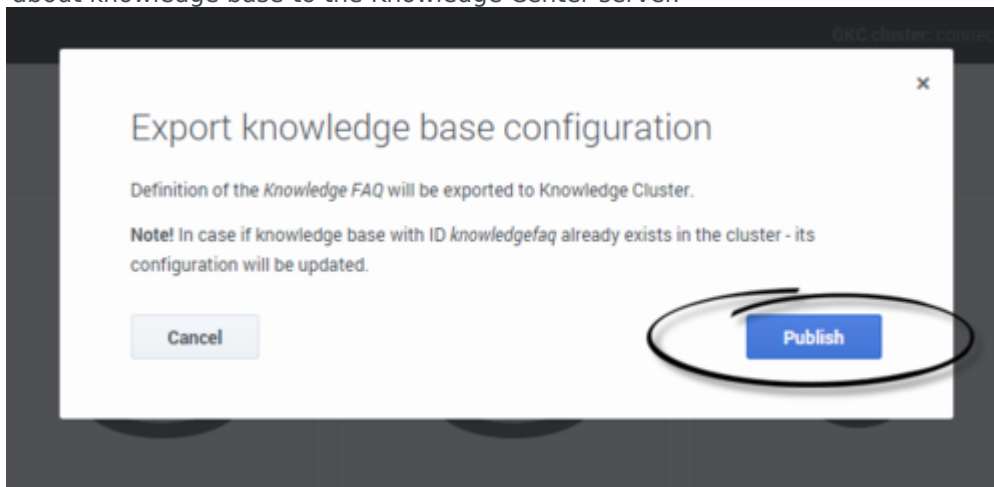 about knowledge base to the Knowledge Center server.
GKC cluster: connec
×
Export knowledge base configuration
Definition of the Knowledge FAQ will be exported to Knowledge Cluster.
Note! In case if knowledge base with ID knowledgefaq already exists in the cluster - its
configuration will be updated.
Cancel
Publish